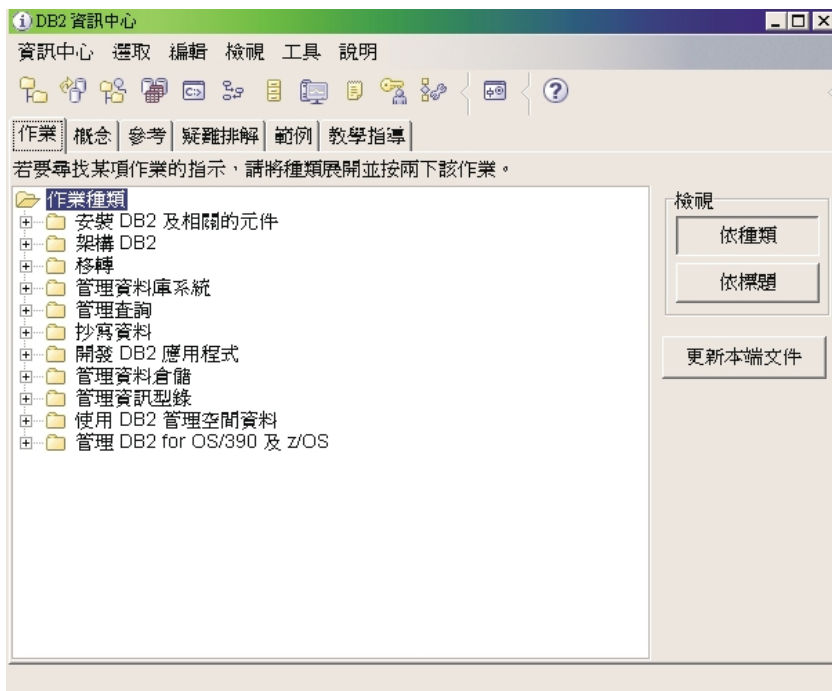 DB2 資訊中心
資訊中心 選取 編輯 檢視 工具 說明
作業 概念 參考 疑難排解 範例 教學指導
若要尋找某項作業的指示，請將種類展開並按兩下該作業。
作業種類
安裝 DB2 及相關的元件
架構 DB2
移轉
管理資料庫系統
管理查詢
抄寫資料
開發 DB2 應用程式
管理資料倉儲
管理資訊型錄
使用 DB2 管理空間資料
管理 DB2 for OS/390 及 z/OS
檢視
依種類
依標題
更新本端文件